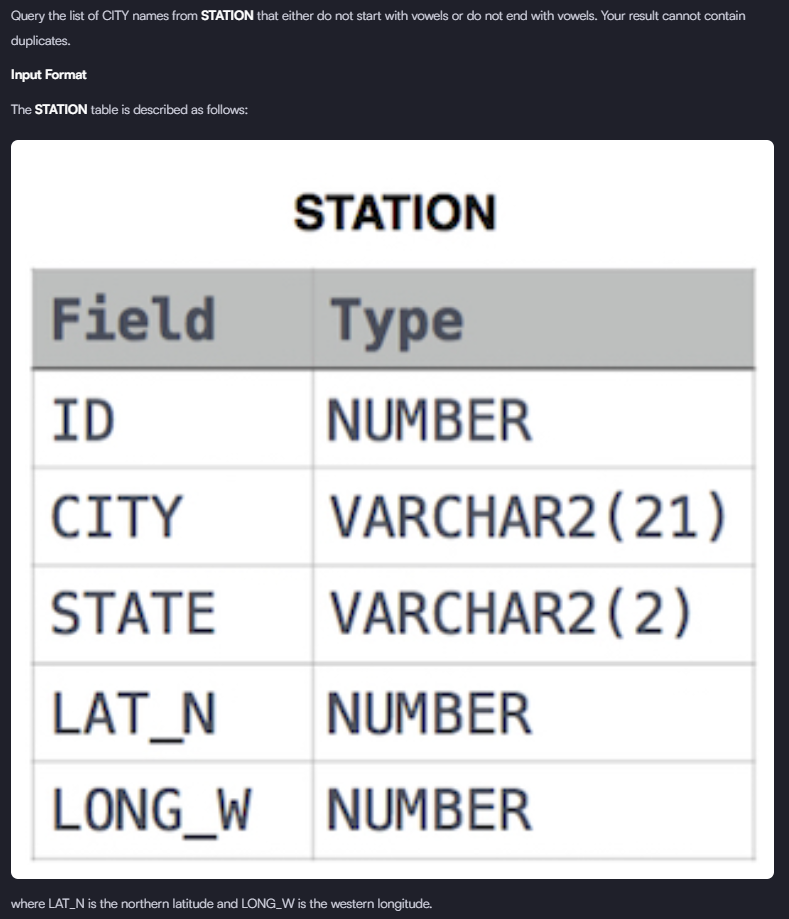 Query the list of CITY names from STATION that either do not start with vowels or do not end with vowels. Your result cannot contain
duplicates.
Input Format
The STATION table is described as follows:
STATION
Field Type
ID NUMBER
CITY VARCHAR2(21)
STATE VARCHAR2(2)
LAT_N NUMBER
LONG_W NUMBER
where LAT_N is the northern latitude and LONG_W is the western longitude.